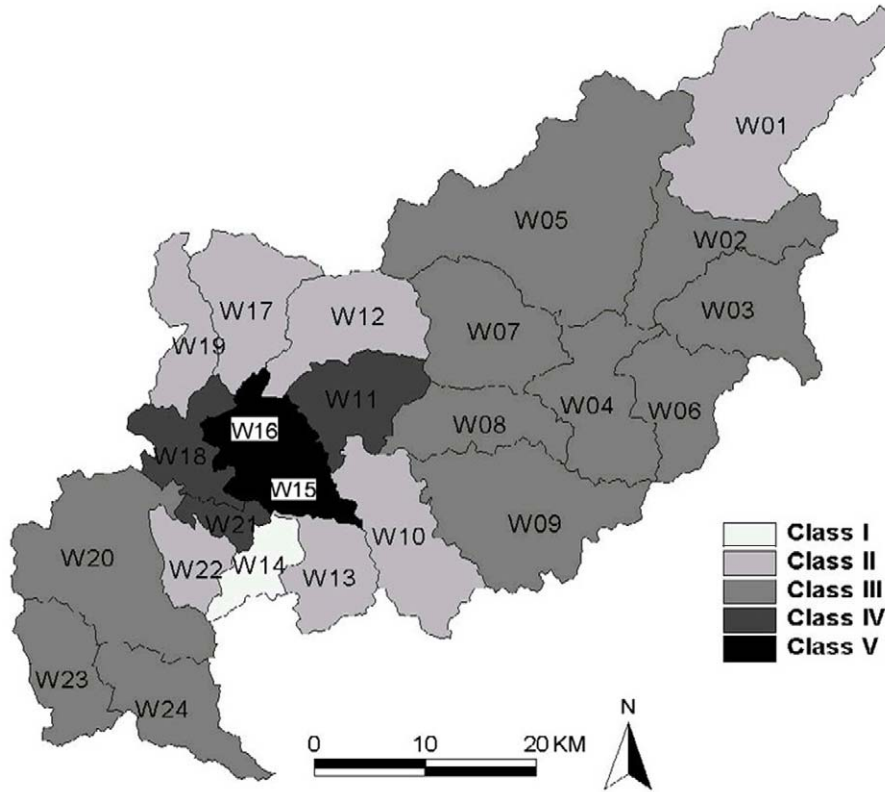 W01
W05
W02
W17
W12
W03
W19
W07
W11
W04
W08
W06
W16
W18
W15
W21
W09
W10
W20
W22
W14
W13
W23
W24
Class I
Class II
Class III
Class IV
Class V
N
0 10 20 KM